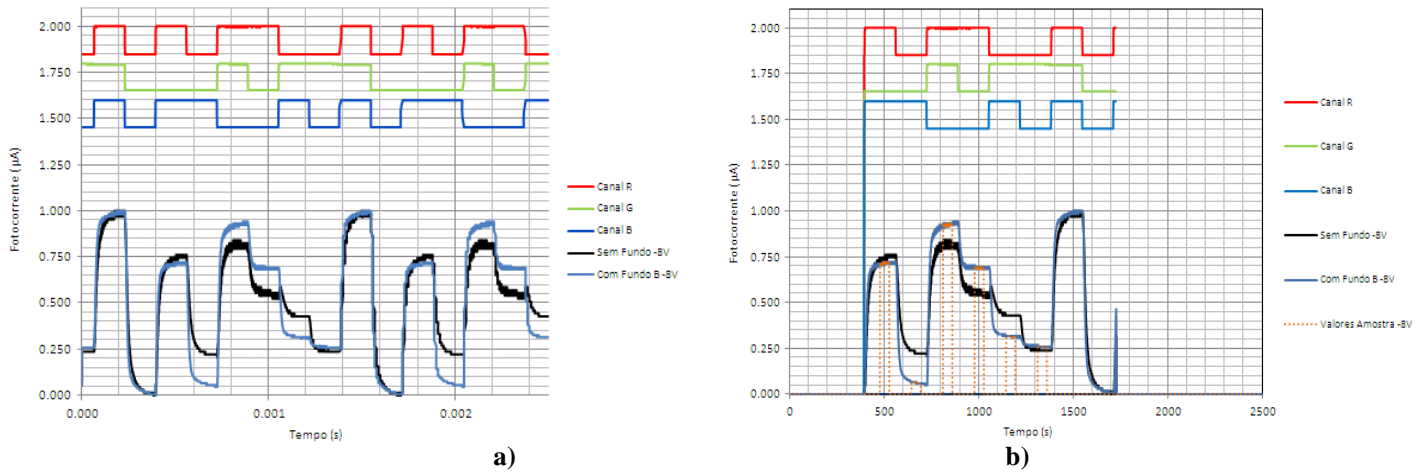 Fotocorrente (µA)
2.000
1.750
1.500
1.250
1.000
0.750
0.500
0.250
0.000
0.000
0.001
0.002
Tempo (s)
Canal R
Canal G
Canal B
Sem Fundo -8V
Com Fundo B -8V
a)
Fotocorrente (µA)
2.000
1.750
1.500
1.250
1.000
0.750
0.500
0.250
0.000
0
500
1000
1500
2000
2500
Tempo (s)
Canal R
Canal G
Canal B
Sem Fundo -8V
Com Fundo B -8V
Valores Amostra -8V
b)